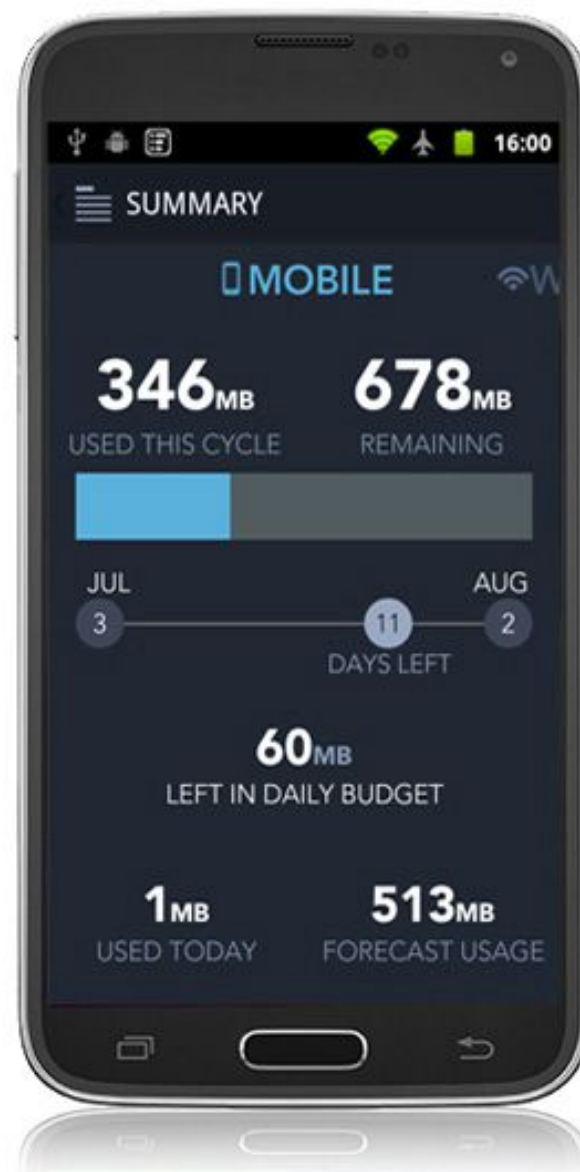 16:00
SUMMARY
MOBILE W
346MB 678MB
USED THIS CYCLE REMAINING
JUL AUG
3 11 2
DAYS LEFT
60MB
LEFT IN DAILY BUDGET
1MB 513MB
USED TODAY FORECAST USAGE